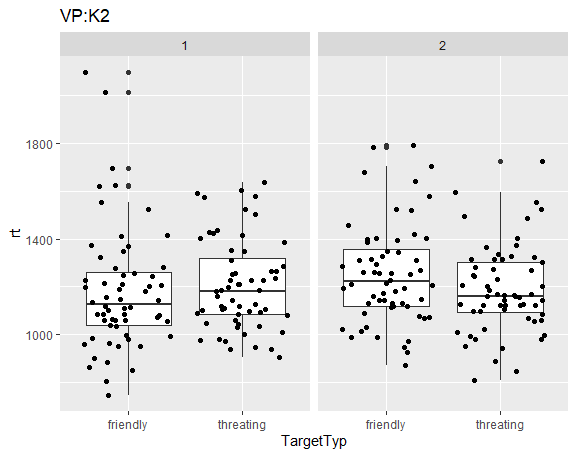 VP:K2
1 2
rt
1800
1400
1000
friendly threating friendly threating
TargetTyp